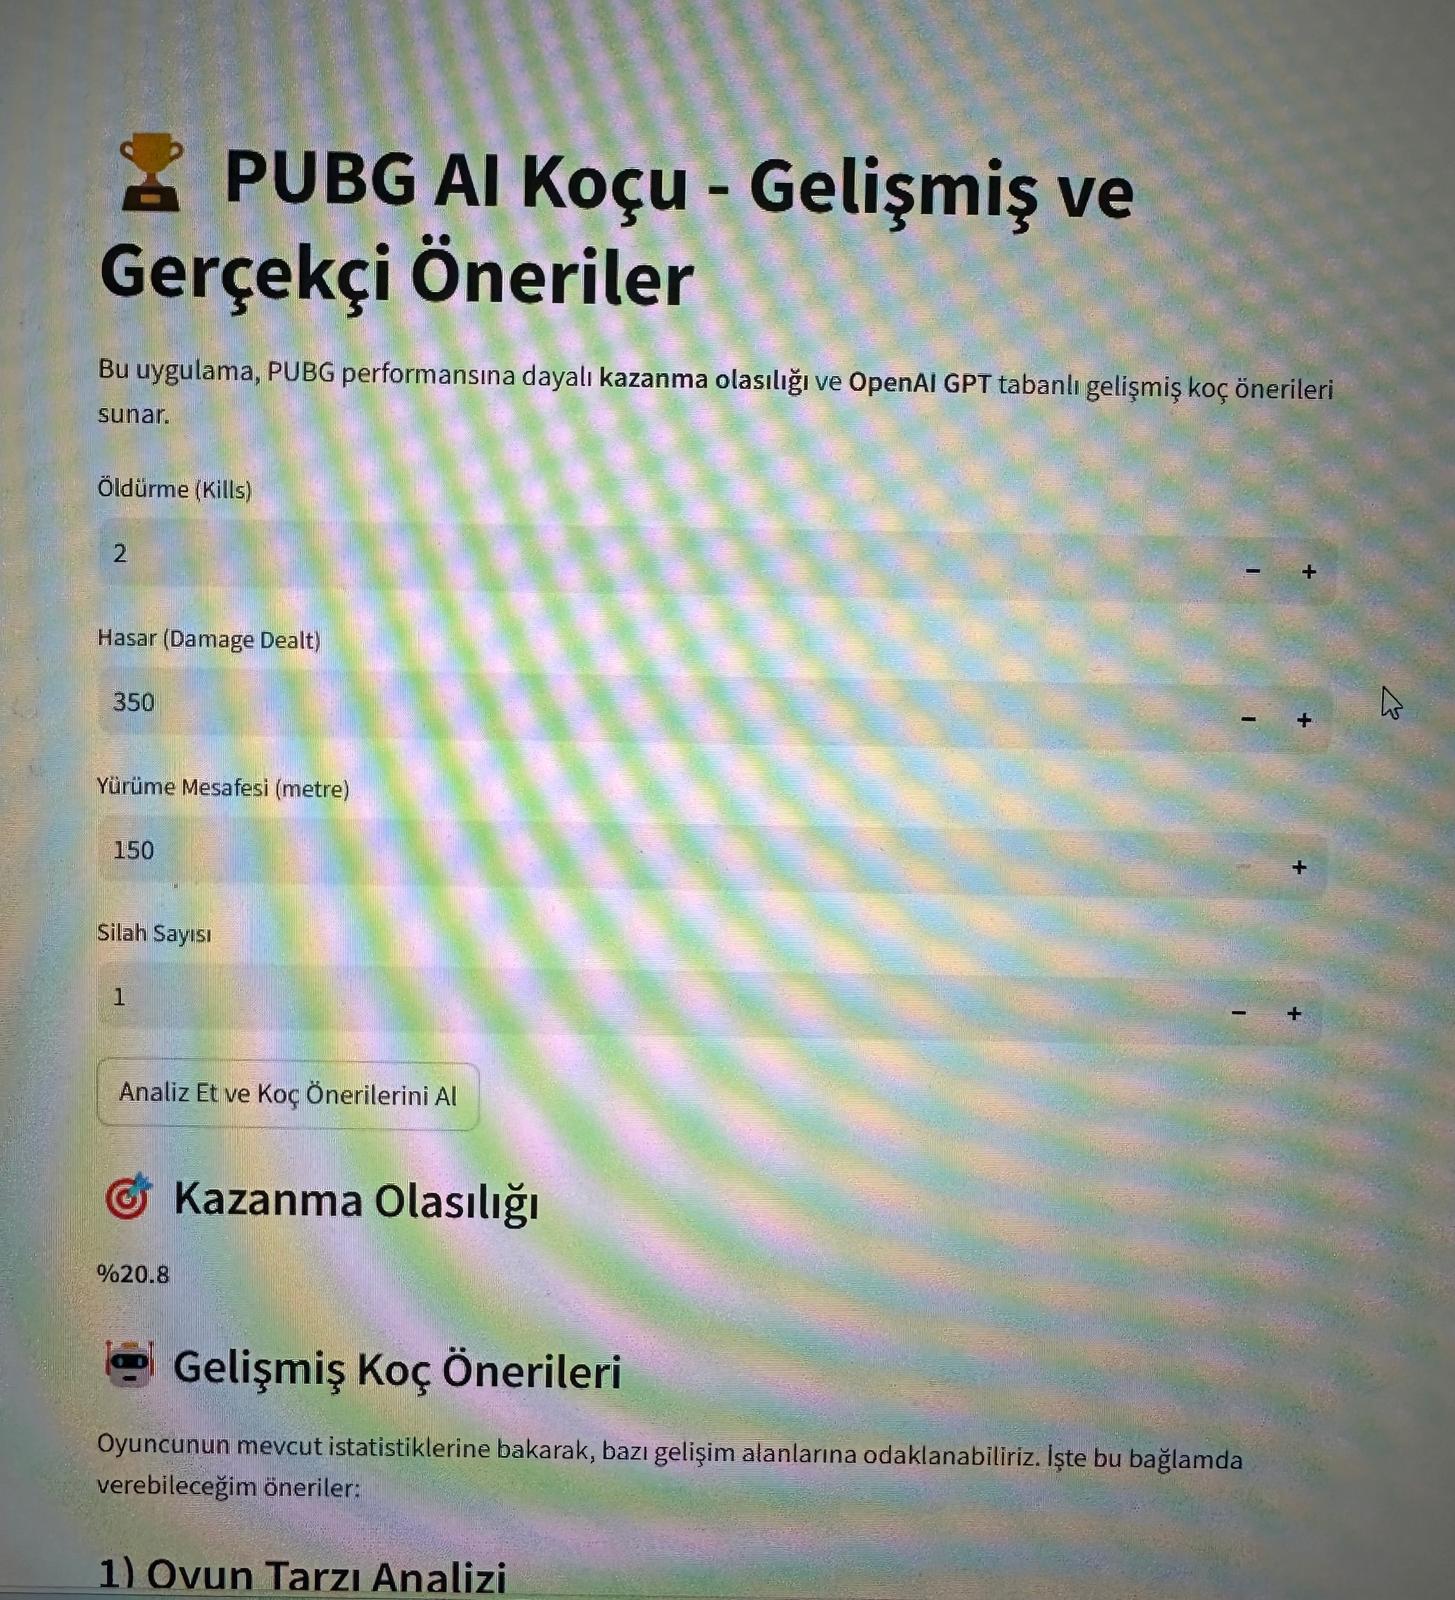 PUBG AI Koçu - Gelişmiş ve
Gerçekçi Öneriler
Bu uygulama, PUBG performansına dayalı kazanma olasılığı ve OpenAI GPT tabanlı gelişmiş koç önerileri
sunar.
Öldürme (Kills)
2
- +
Hasar (Damage Dealt)
350
- +
Yürüme Mesafesi (metre)
150
- +
Silah Sayısı
1
- +
Analiz Et ve Koç Önerilerini Al
Kazanma Olasılığı
%20.8
Gelişmiş Koç Önerileri
Oyuncunun mevcut istatistiklerine bakarak, bazı gelişim alanlarına odaklanabiliriz. İşte bu bağlamda
verebileceğim öneriler:
1) Oyun Tarzı Analizi